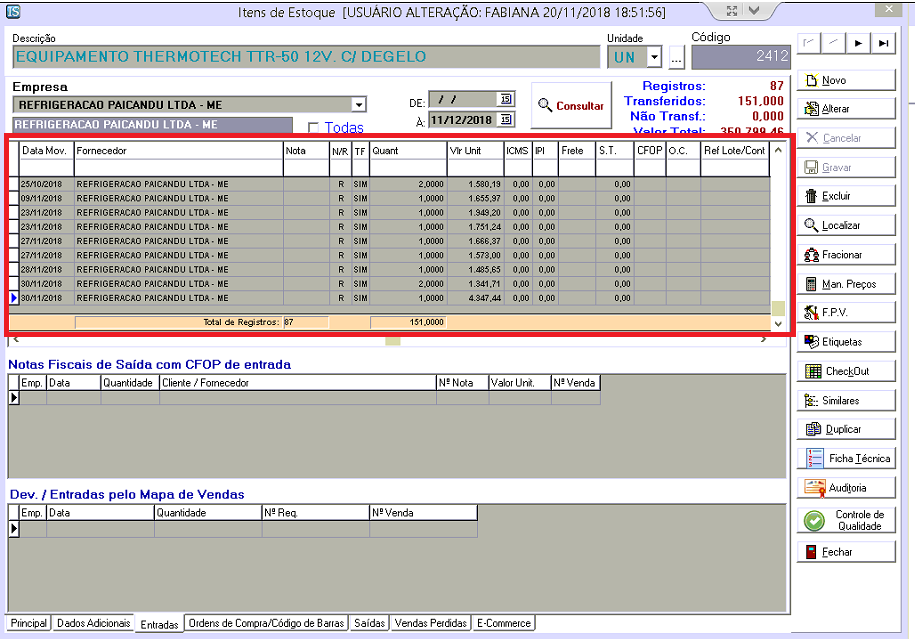 IS Itens de Estoque [USUÁRIO ALTERAÇÃO: FABIANA 20/11/2018 18:51:56]
Descrição Unidade Código
EQUIPAMENTO THERMOTECH TTR-50 12V. C/ DEGELO UN ... 2412
Empresa
REFRIGERACAO PAICANDU LTDA - ME
REFRIGERACAO PAICANDU LTDA - ME
Todas
DE: / / 15
À: 11/12/2018 15
Consultar
Registros: 87
Transferidos: 151,000
Não Transf.: 0,000
Valor Total: 350.799,46
Data Mov. Fornecedor Nota N/R TF Quant Vlr Unit ICMS IPI Frete S.T. CFOP O.C. Ref Lote/Cont
25/10/2018 REFRIGERACAO PAICANDU LTDA - ME R SIM 2,0000 1.580,19 0,00 0,00 0,00
09/11/2018 REFRIGERACAO PAICANDU LTDA - ME R SIM 1,0000 1.655,97 0,00 0,00 0,00
23/11/2018 REFRIGERACAO PAICANDU LTDA - ME R SIM 1,0000 1.949,20 0,00 0,00 0,00
23/11/2018 REFRIGERACAO PAICANDU LTDA - ME R SIM 1,0000 1.751,24 0,00 0,00 0,00
27/11/2018 REFRIGERACAO PAICANDU LTDA - ME R SIM 1,0000 1.666,37 0,00 0,00 0,00
27/11/2018 REFRIGERACAO PAICANDU LTDA - ME R SIM 1,0000 1.573,00 0,00 0,00 0,00
28/11/2018 REFRIGERACAO PAICANDU LTDA - ME R SIM 1,0000 1.485,65 0,00 0,00 0,00
30/11/2018 REFRIGERACAO PAICANDU LTDA - ME R SIM 2,0000 1.341,71 0,00 0,00 0,00
30/11/2018 REFRIGERACAO PAICANDU LTDA - ME R SIM 1,0000 4.347,44 0,00 0,00 0,00
Total de Registros: 87 151,0000
Notas Fiscais de Saída com CFOP de entrada
Emp. Data Quantidade Cliente / Fornecedor Nº Nota Valor Unit. Nº Venda
Dev. / Entradas pelo Mapa de Vendas
Emp. Data Quantidade Nº Req. Nº Venda
Principal Dados Adicionais Entradas Ordens de Compra/Código de Barras Saídas Vendas Perdidas E-Commerce
Novo
Alterar
Cancelar
Gravar
Excluir
Localizar
Fracionar
Man. Preços
F.P.V.
Etiquetas
CheckOut
Similares
Duplicar
Ficha Técnica
Auditoria
Controle de
Qualidade
Fechar